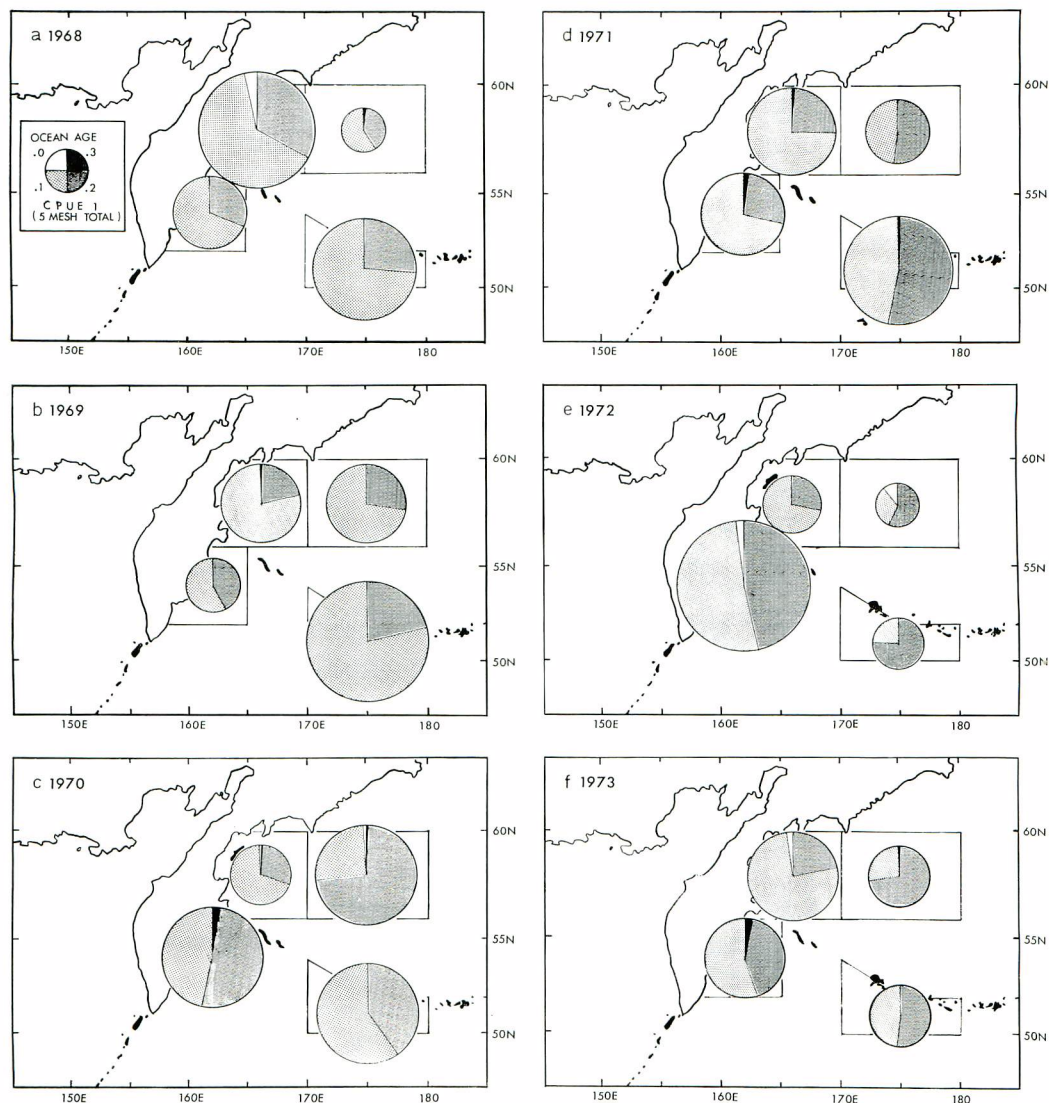 a 1968
OCEAN AGE
.0 .3
.1 .2
CPUE 1
(5 MESH TOTAL)
60N
55N
50N
150E 160E 170E 180
d 1971
60N
55N
50N
150E 160E 170E 180
b 1969
60N
55N
50N
150E 160E 170E 180
e 1972
60N
55N
50N
150E 160E 170E 180
c 1970
60N
55N
50N
150E 160E 170E 180
f 1973
60N
55N
50N
150E 160E 170E 180